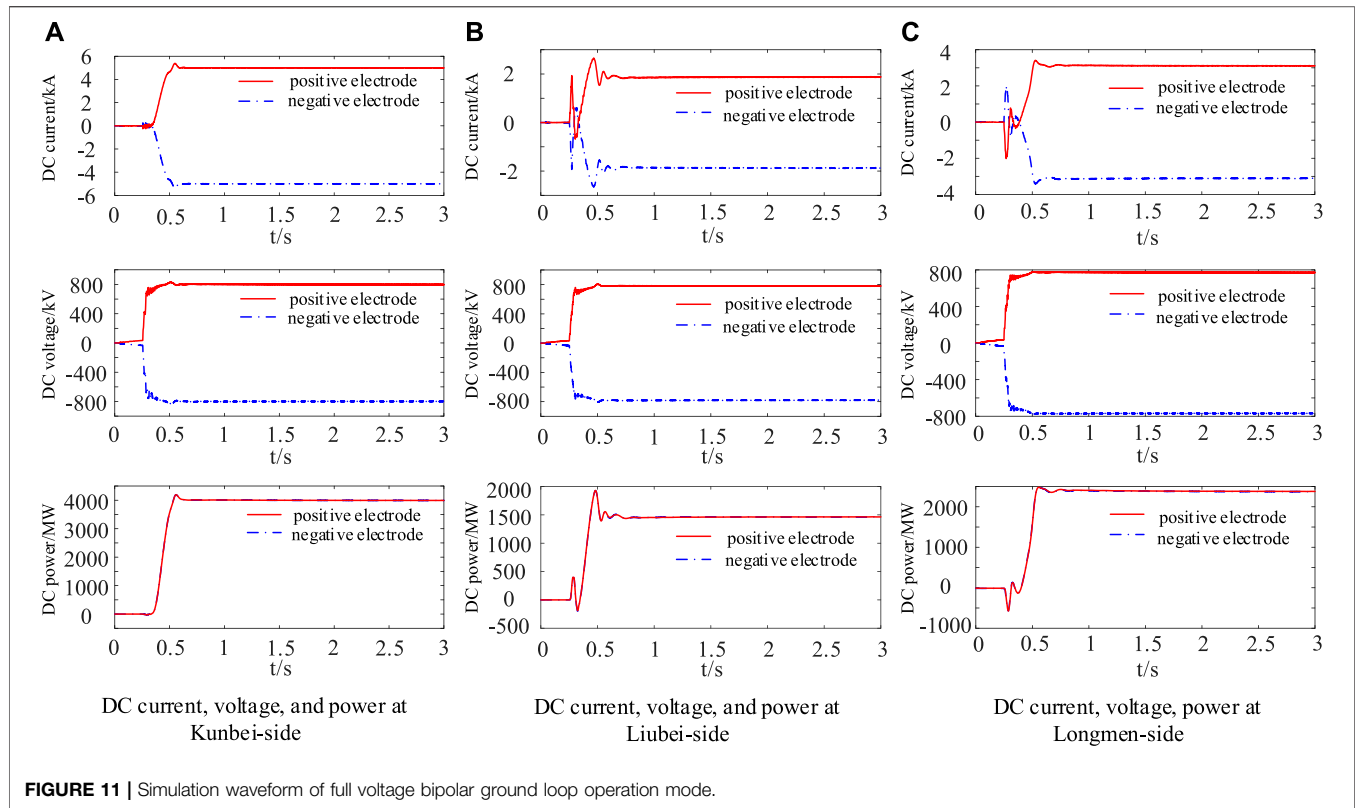 A
B
C
DC current/kA
6
4
2
0
-2
-4
-6
positive electrode
negative electrode
0
0.5
1
1.5
2
2.5
3
t/s
DC current/kA
2
0
-2
positive electrode
negative electrode
0
0.5
1
1.5
2
2.5
3
t/s
DC current/kA
4
2
0
-2
-4
positive electrode
negative electrode
0
0.5
1
1.5
2
2.5
3
t/s
DC voltage/kV
800
400
0
-400
-800
positive electrode
negative electrode
0
0.5
1
1.5
2
2.5
3
t/s
DC voltage/kV
800
400
0
-400
-800
positive electrode
negative electrode
0
0.5
1
1.5
2
2.5
3
t/s
DC voltage/kV
800
400
0
-400
-800
positive electrode
negative electrode
0
0.5
1
1.5
2
2.5
3
t/s
DC power/MW
4000
3000
2000
1000
0
positive electrode
negative electrode
0
0.5
1
1.5
2
2.5
3
t/s
DC power/MW
2000
1500
1000
500
0
-500
positive electrode
negative electrode
0
0.5
1
1.5
2
2.5
3
t/s
DC power/MW
2000
1000
0
-1000
positive electrode
negative electrode
0
0.5
1
1.5
2
2.5
3
t/s
DC current, voltage, and power at
Kunbei-side
DC current, voltage, and power at
Liubei-side
DC current, voltage, power at
Longmen-side
FIGURE 11 | Simulation waveform of full voltage bipolar ground loop operation mode.